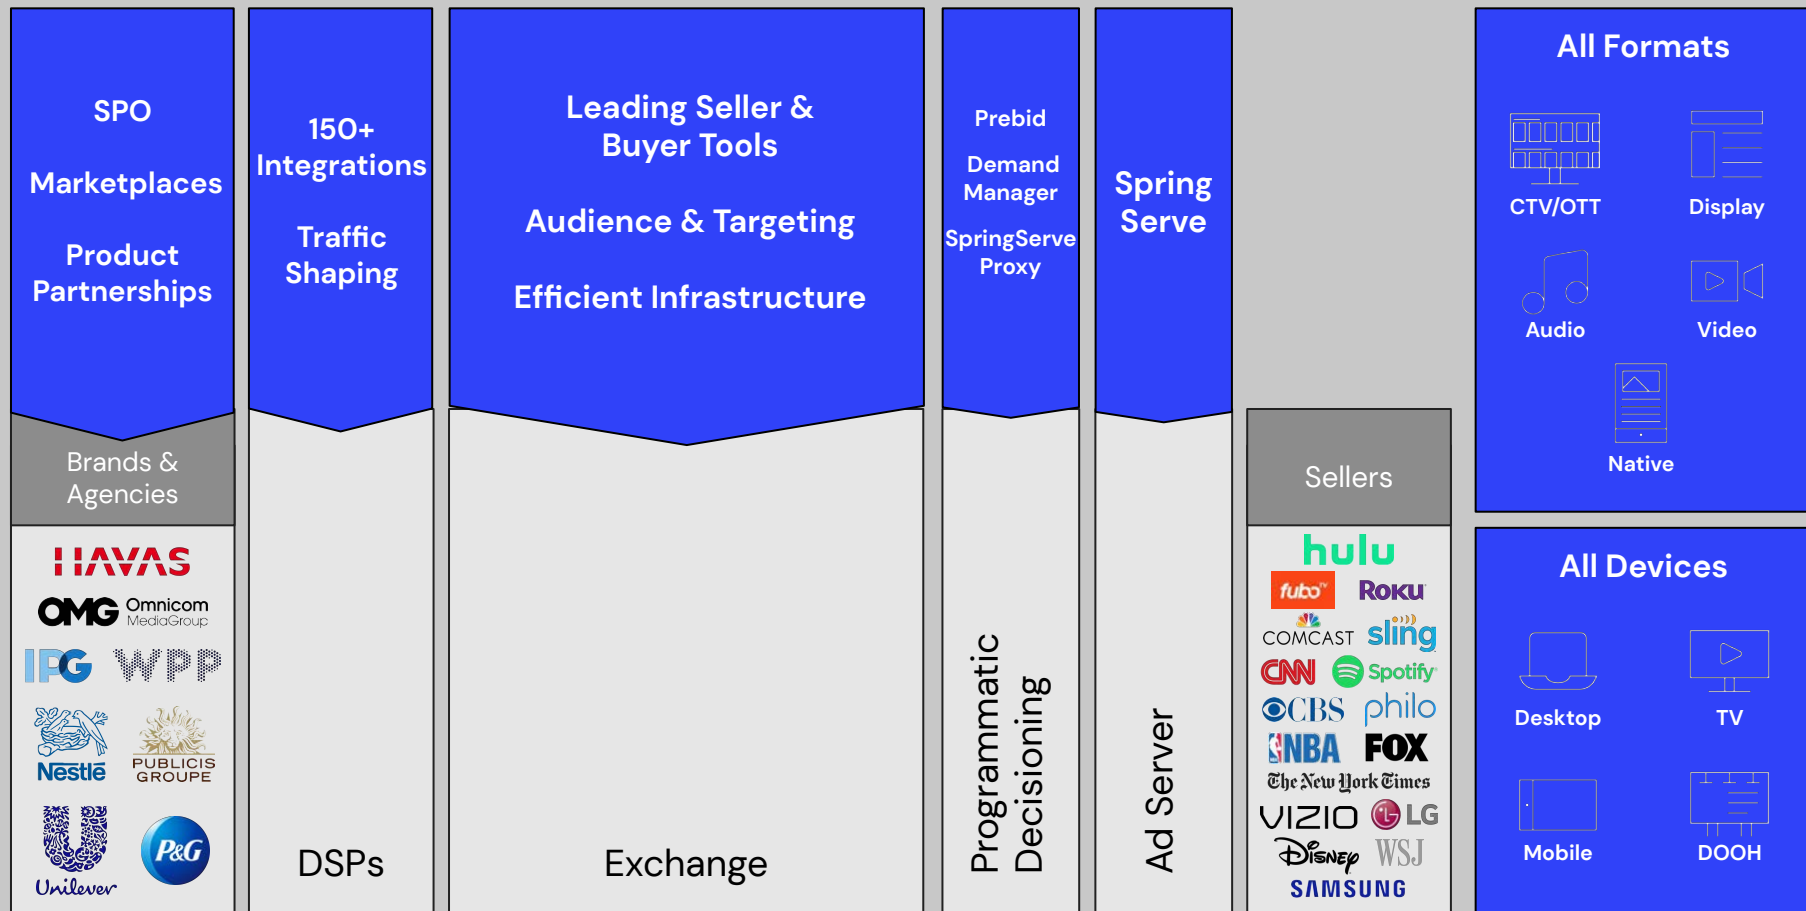 SPO
Marketplaces
Product
Partnerships
Brands &
Agencies
HAVAS
OMG Omnicom
MediaGroup
IPG WPP
Nestlé
PUBLICIS
GROUPE
Unilever
P&G
150+
Integrations
Traffic
Shaping
DSPs
Leading Seller &
Buyer Tools
Audience & Targeting
Efficient Infrastructure
Exchange
Prebid
Demand
Manager
SpringServe
Proxy
Programmatic
Decisioning
Spring
Serve
Ad Server
Sellers
hulu
fuboTV ROKU
COMCAST sling
CNN Spotify
CBS philo
NBA FOX
The New York Times
VIZIO LG
Disney WSJ
SAMSUNG
All Formats
CTV/OTT
Display
Audio
Video
Native
All Devices
Desktop
TV
Mobile
DOOH